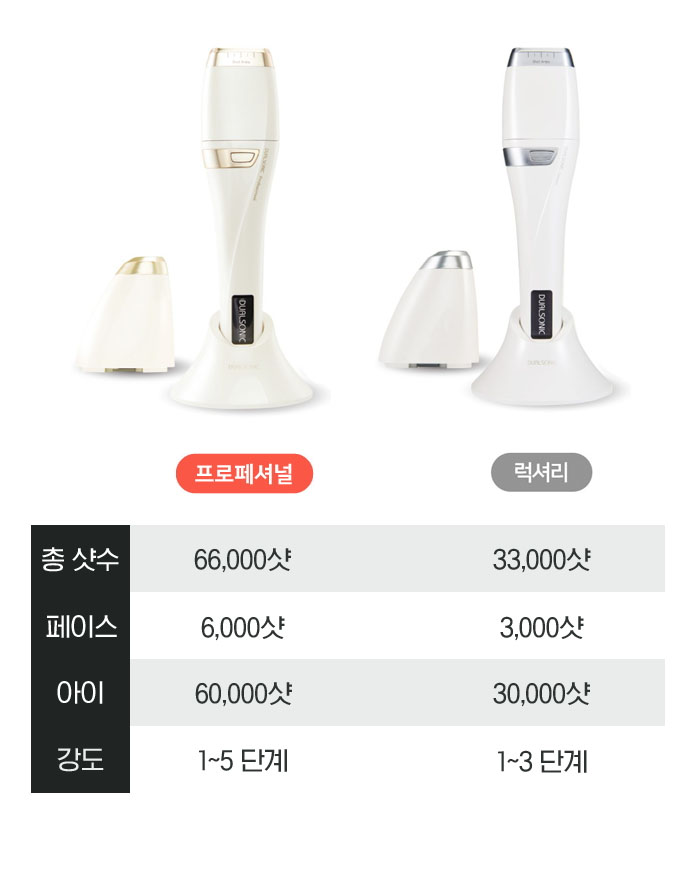 DUALSONIC
DUALSONIC
DUALSONIC
DUALSONIC
프로페셔널
럭셔리
총 샷수
66,000샷
33,000샷
페이스
6,000샷
3,000샷
아이
60,000샷
30,000샷
강도
1~5 단계
1~3 단계